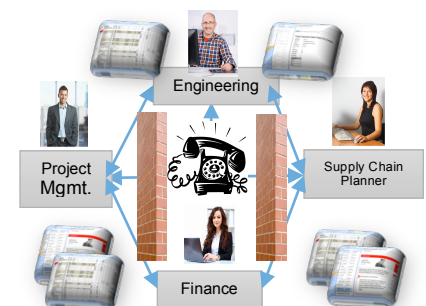 Engineering
Project
Mgmt.
Supply Chain
Planner
Finance